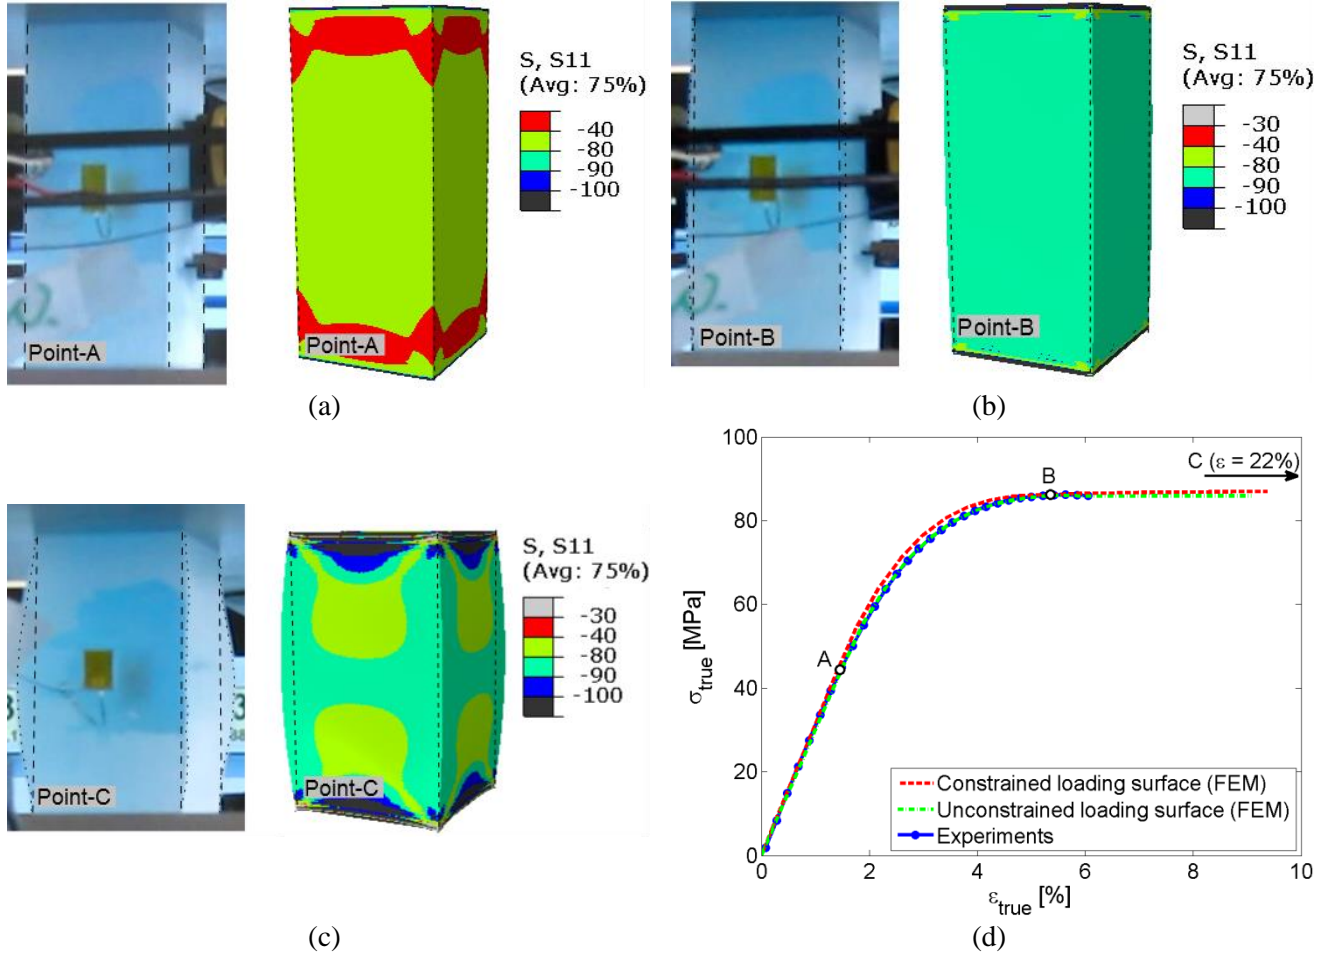 S, S11
(Avg: 75%)
-40
-80
-90
-100
Point-A
Point-A
(a)
S, S11
(Avg: 75%)
-30
-40
-80
-90
-100
Point-B
Point-B
(b)
S, S11
(Avg: 75%)
-30
-40
-80
-90
-100
Point-C
Point-C
(c)
100
80
60
40
20
0
σtrue [MPa]
A
B
C (ε = 22%)
Constrained loading surface (FEM)
Unconstrained loading surface (FEM)
Experiments
0 2 4 6 8 10
εtrue [%]
(d)